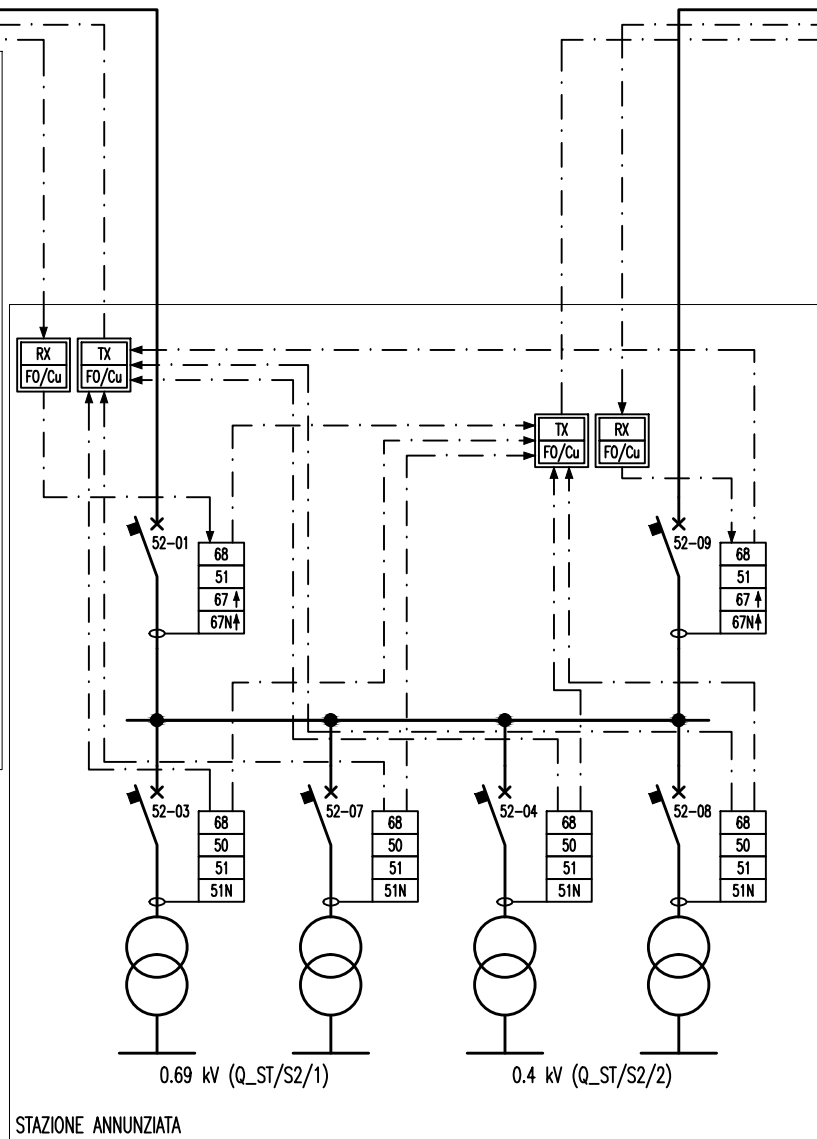 RX
FO/Cu
TX
FO/Cu
TX
FO/Cu
RX
FO/Cu
52-01
68
51
67
67N
52-09
68
51
67
67N
52-03
68
50
51
51N
52-07
68
50
51
51N
52-04
68
50
51
51N
52-08
68
50
51
51N
0.69 kV (Q_ST/S2/1)
0.4 kV (Q_ST/S2/2)
STAZIONE ANNUNZIATA